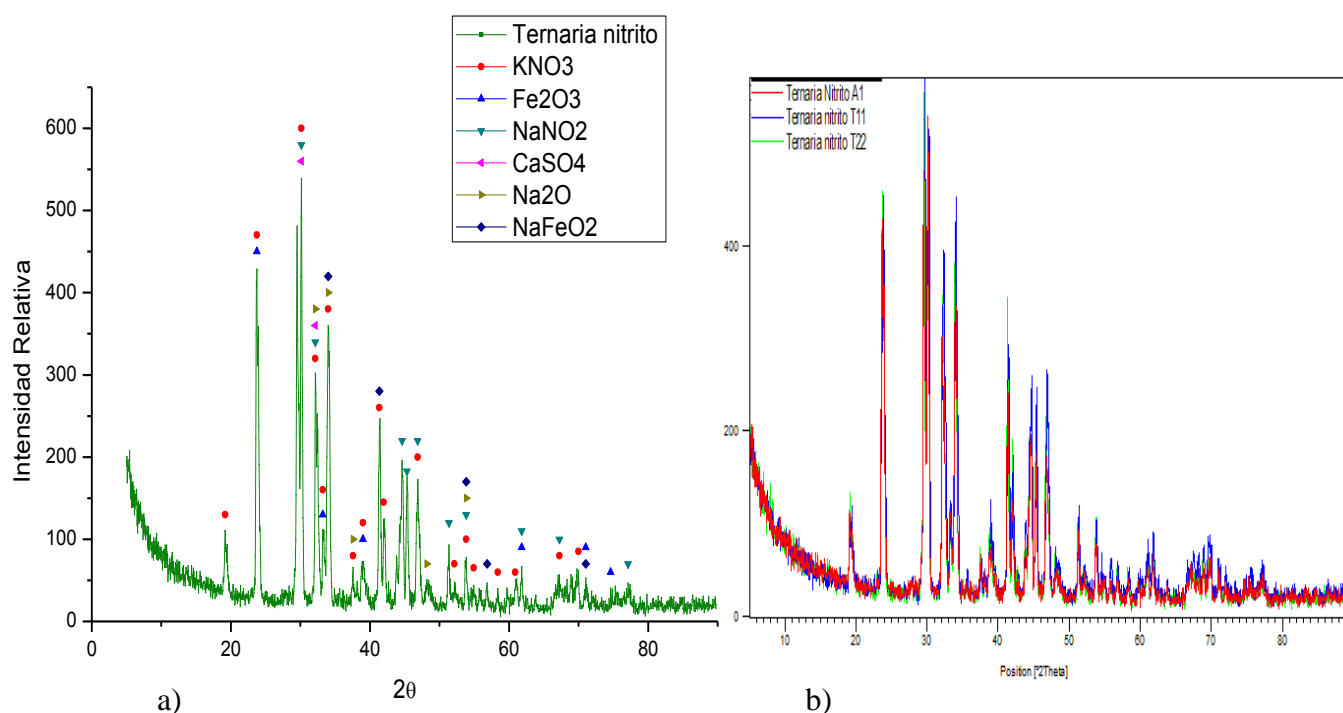 Ternaria nitrito
KNO3
Fe2O3
NaNO2
CaSO4
Na2O
NaFeO2
Intensidad Relativa
600
500
400
300
200
100
0
0 20 40 60 80
2θ
a)
Ternaria Nitrito A1
Ternaria nitrito T11
Ternaria nitrito T22
400
200
0
10 20 30 40 50 60 70 80
Position [°2Theta]
b)